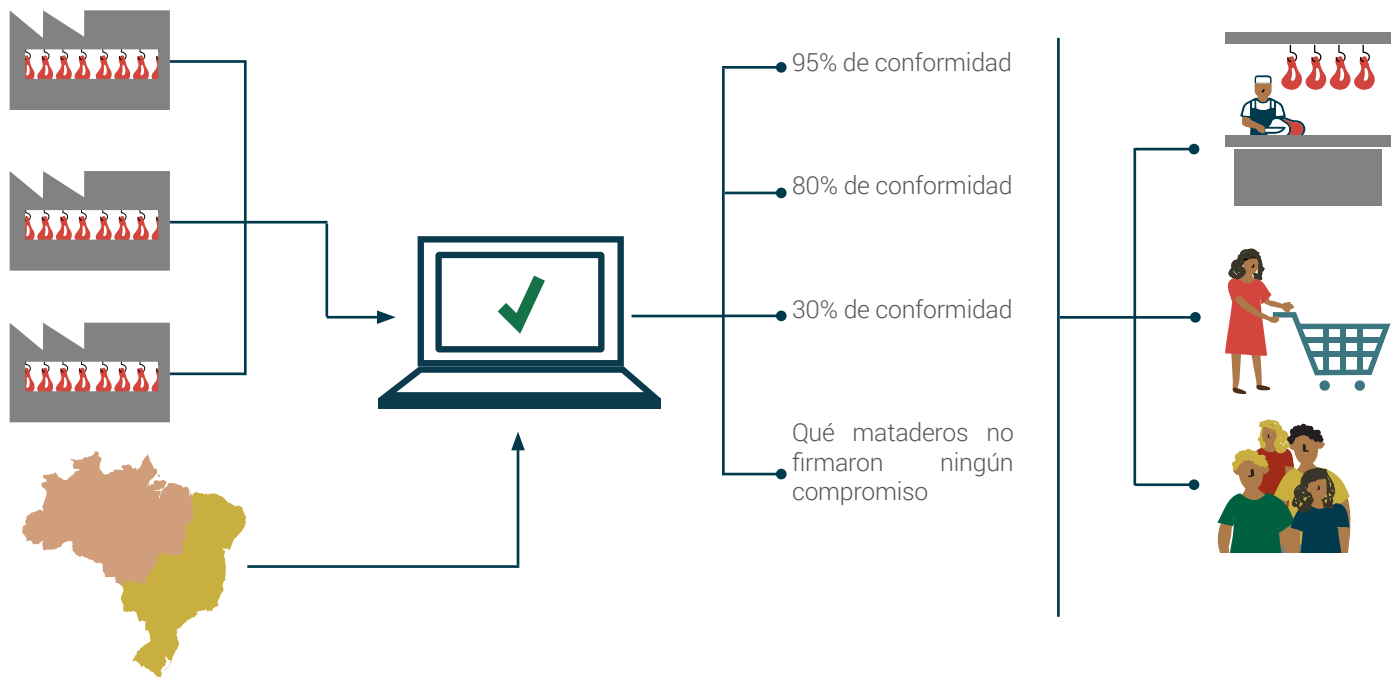 95% de conformidad
80% de conformidad
30% de conformidad
Qué mataderos no
firmaron ningún
compromiso